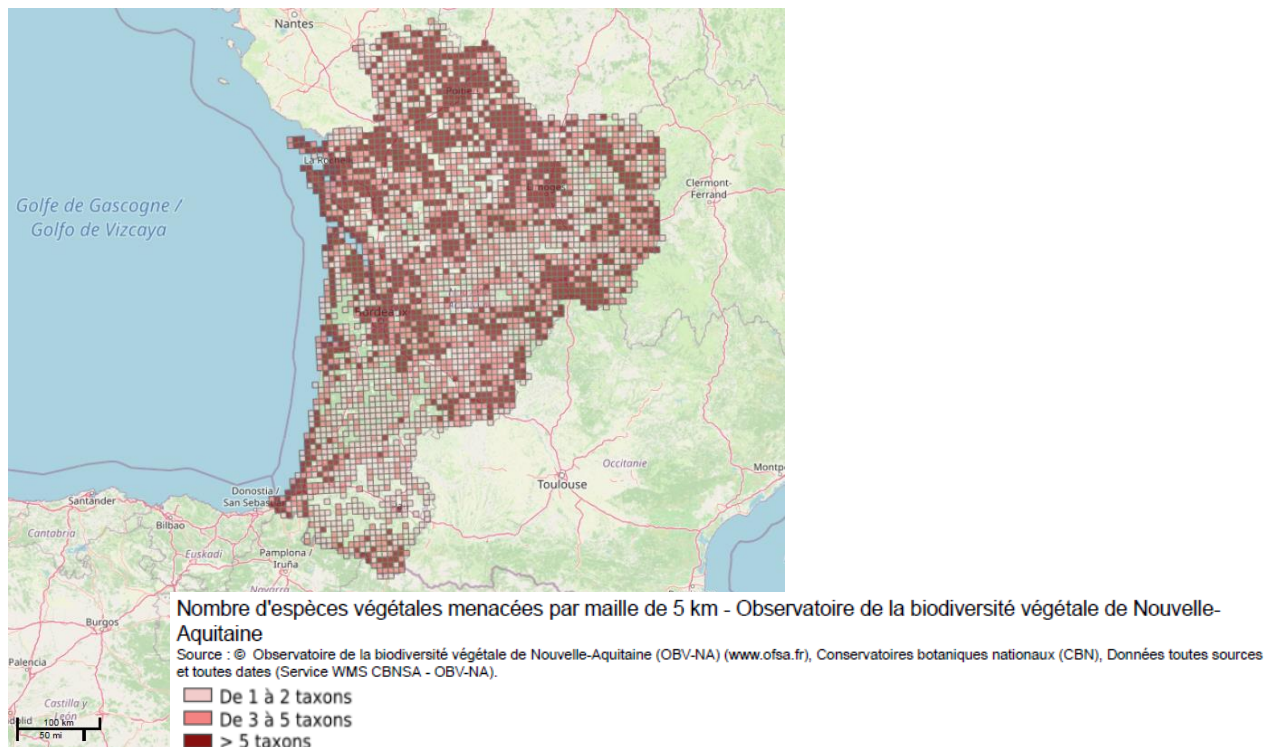 Nantes
Poitie
La Roche
Limoges
Clermont-
Ferrand
Golfe de Gascogne /
Golfo de Vizcaya
Bordeaux
Occitanie
Montp
Toulouse
Donostia /
San Sebas
Santander
Bilbao
Cantabria
Euskadi
Pamplona /
Iruña
Navarra
Burgos
Palencia
Castilla y
León
100 km
50 mi
Nombre d'espèces végétales menacées par maille de 5 km - Observatoire de la biodiversité végétale de Nouvelle-
Aquitaine
Source : © Observatoire de la biodiversité végétale de Nouvelle-Aquitaine (OBV-NA) (www.ofsa.fr), Conservatoires botaniques nationaux (CBN), Données toutes sources
et toutes dates (Service WMS CBNSA - OBV-NA).
De 1 à 2 taxons
De 3 à 5 taxons
> 5 taxons